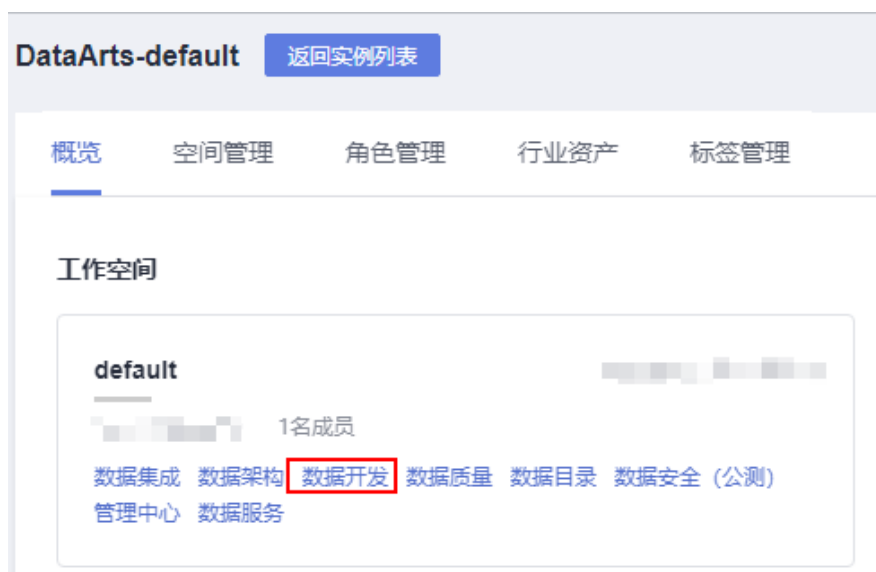 DataArts-default 返回实例列表
概览 空间管理 角色管理 行业资产 标签管理
工作空间
default
1名成员
数据集成 数据架构 数据开发 数据质量 数据目录 数据安全 (公测)
管理中心 数据服务